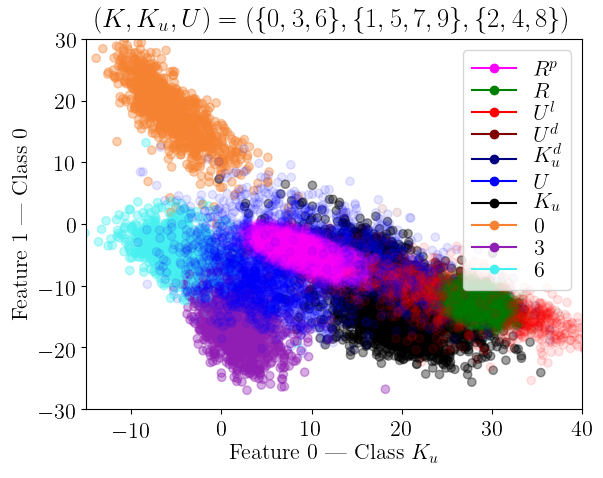 (K, K_u, U) = ({0, 3, 6}, {1, 5, 7, 9}, {2, 4, 8})
30
20
10
0
−10
−20
−30
Feature 1 — Class 0
R^p
R
U^l
U^d
K_u^d
U
K_u
0
3
6
−10 0 10 20 30 40
Feature 0 — Class K_u